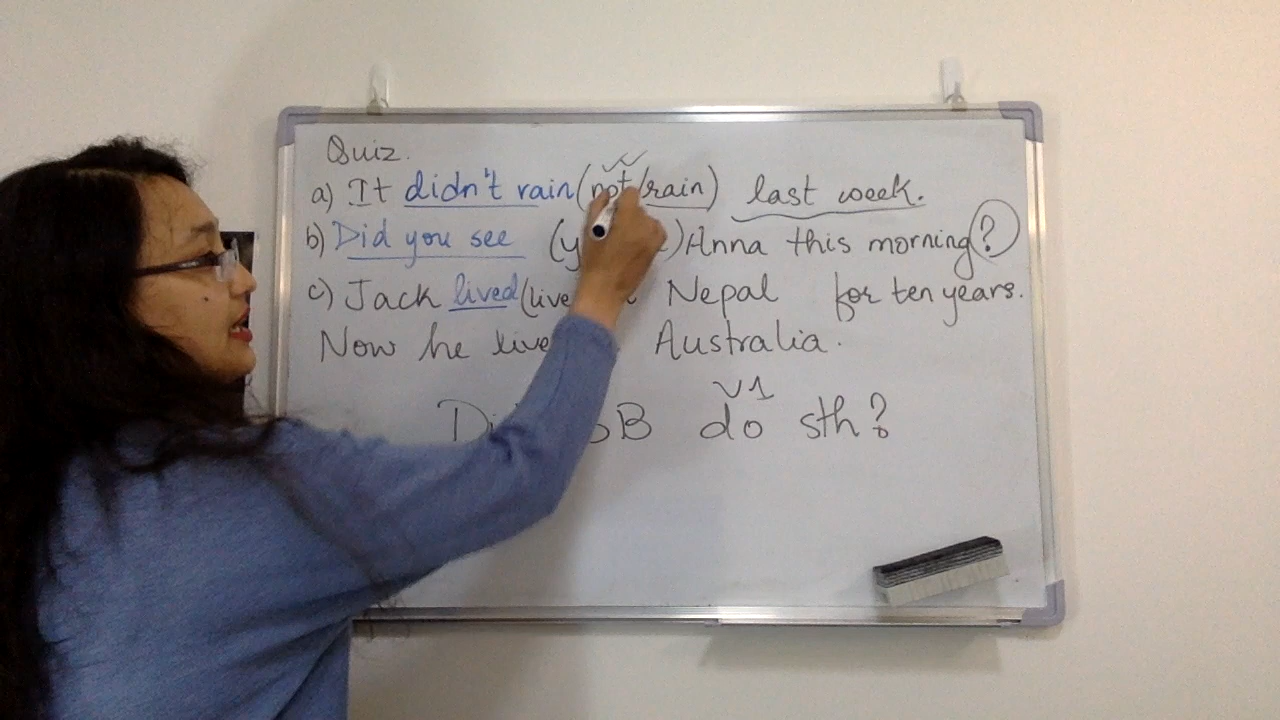 Quiz.
a) It didn't rain (not/rain) last week.
b) Did you see (y )Anna this morning?
c) Jack lived (live Nepal for ten years.
Now he live Australia.
V1
B do sth?